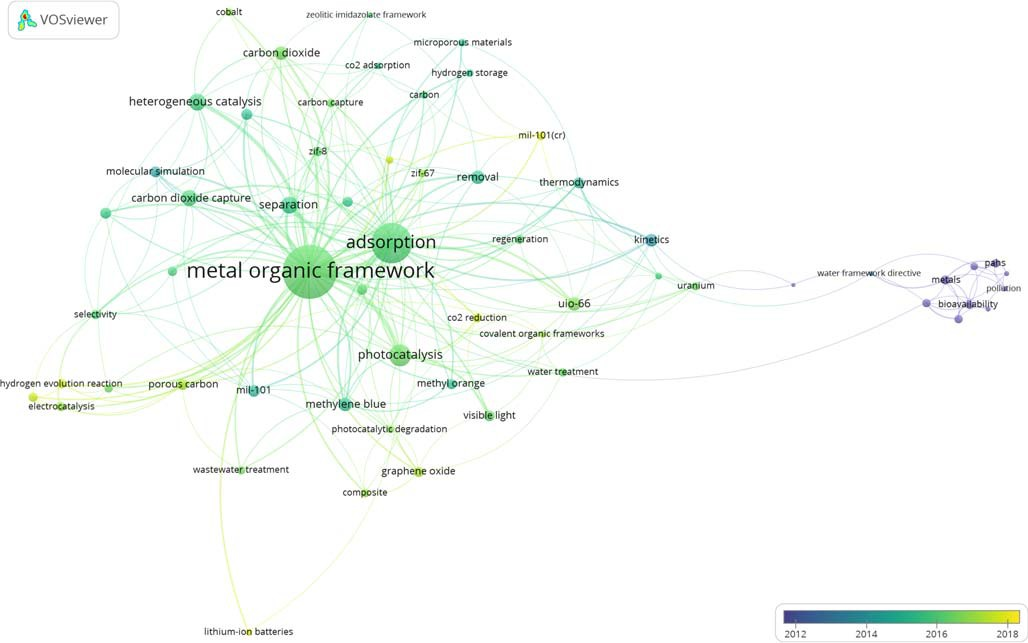 VOSviewer
cobalt
zeolitic imidazolate framework
carbon dioxide
microporous materials
co2 adsorption
hydrogen storage
carbon
heterogeneous catalysis
carbon capture
mil-101(cr)
zif-8
molecular simulation
zif-67
removal
thermodynamics
carbon dioxide capture
separation
adsorption
regeneration
kinetics
metal organic framework
water framework directive
pahs
metals
pollution
uranium
uio-66
bioavailability
selectivity
co2 reduction
covalent organic frameworks
photocatalysis
water treatment
hydrogen evolution reaction
porous carbon
mil-101
methyl orange
electrocatalysis
methylene blue
visible light
photocatalytic degradation
wastewater treatment
graphene oxide
composite
lithium-ion batteries
2012 2014 2016 2018